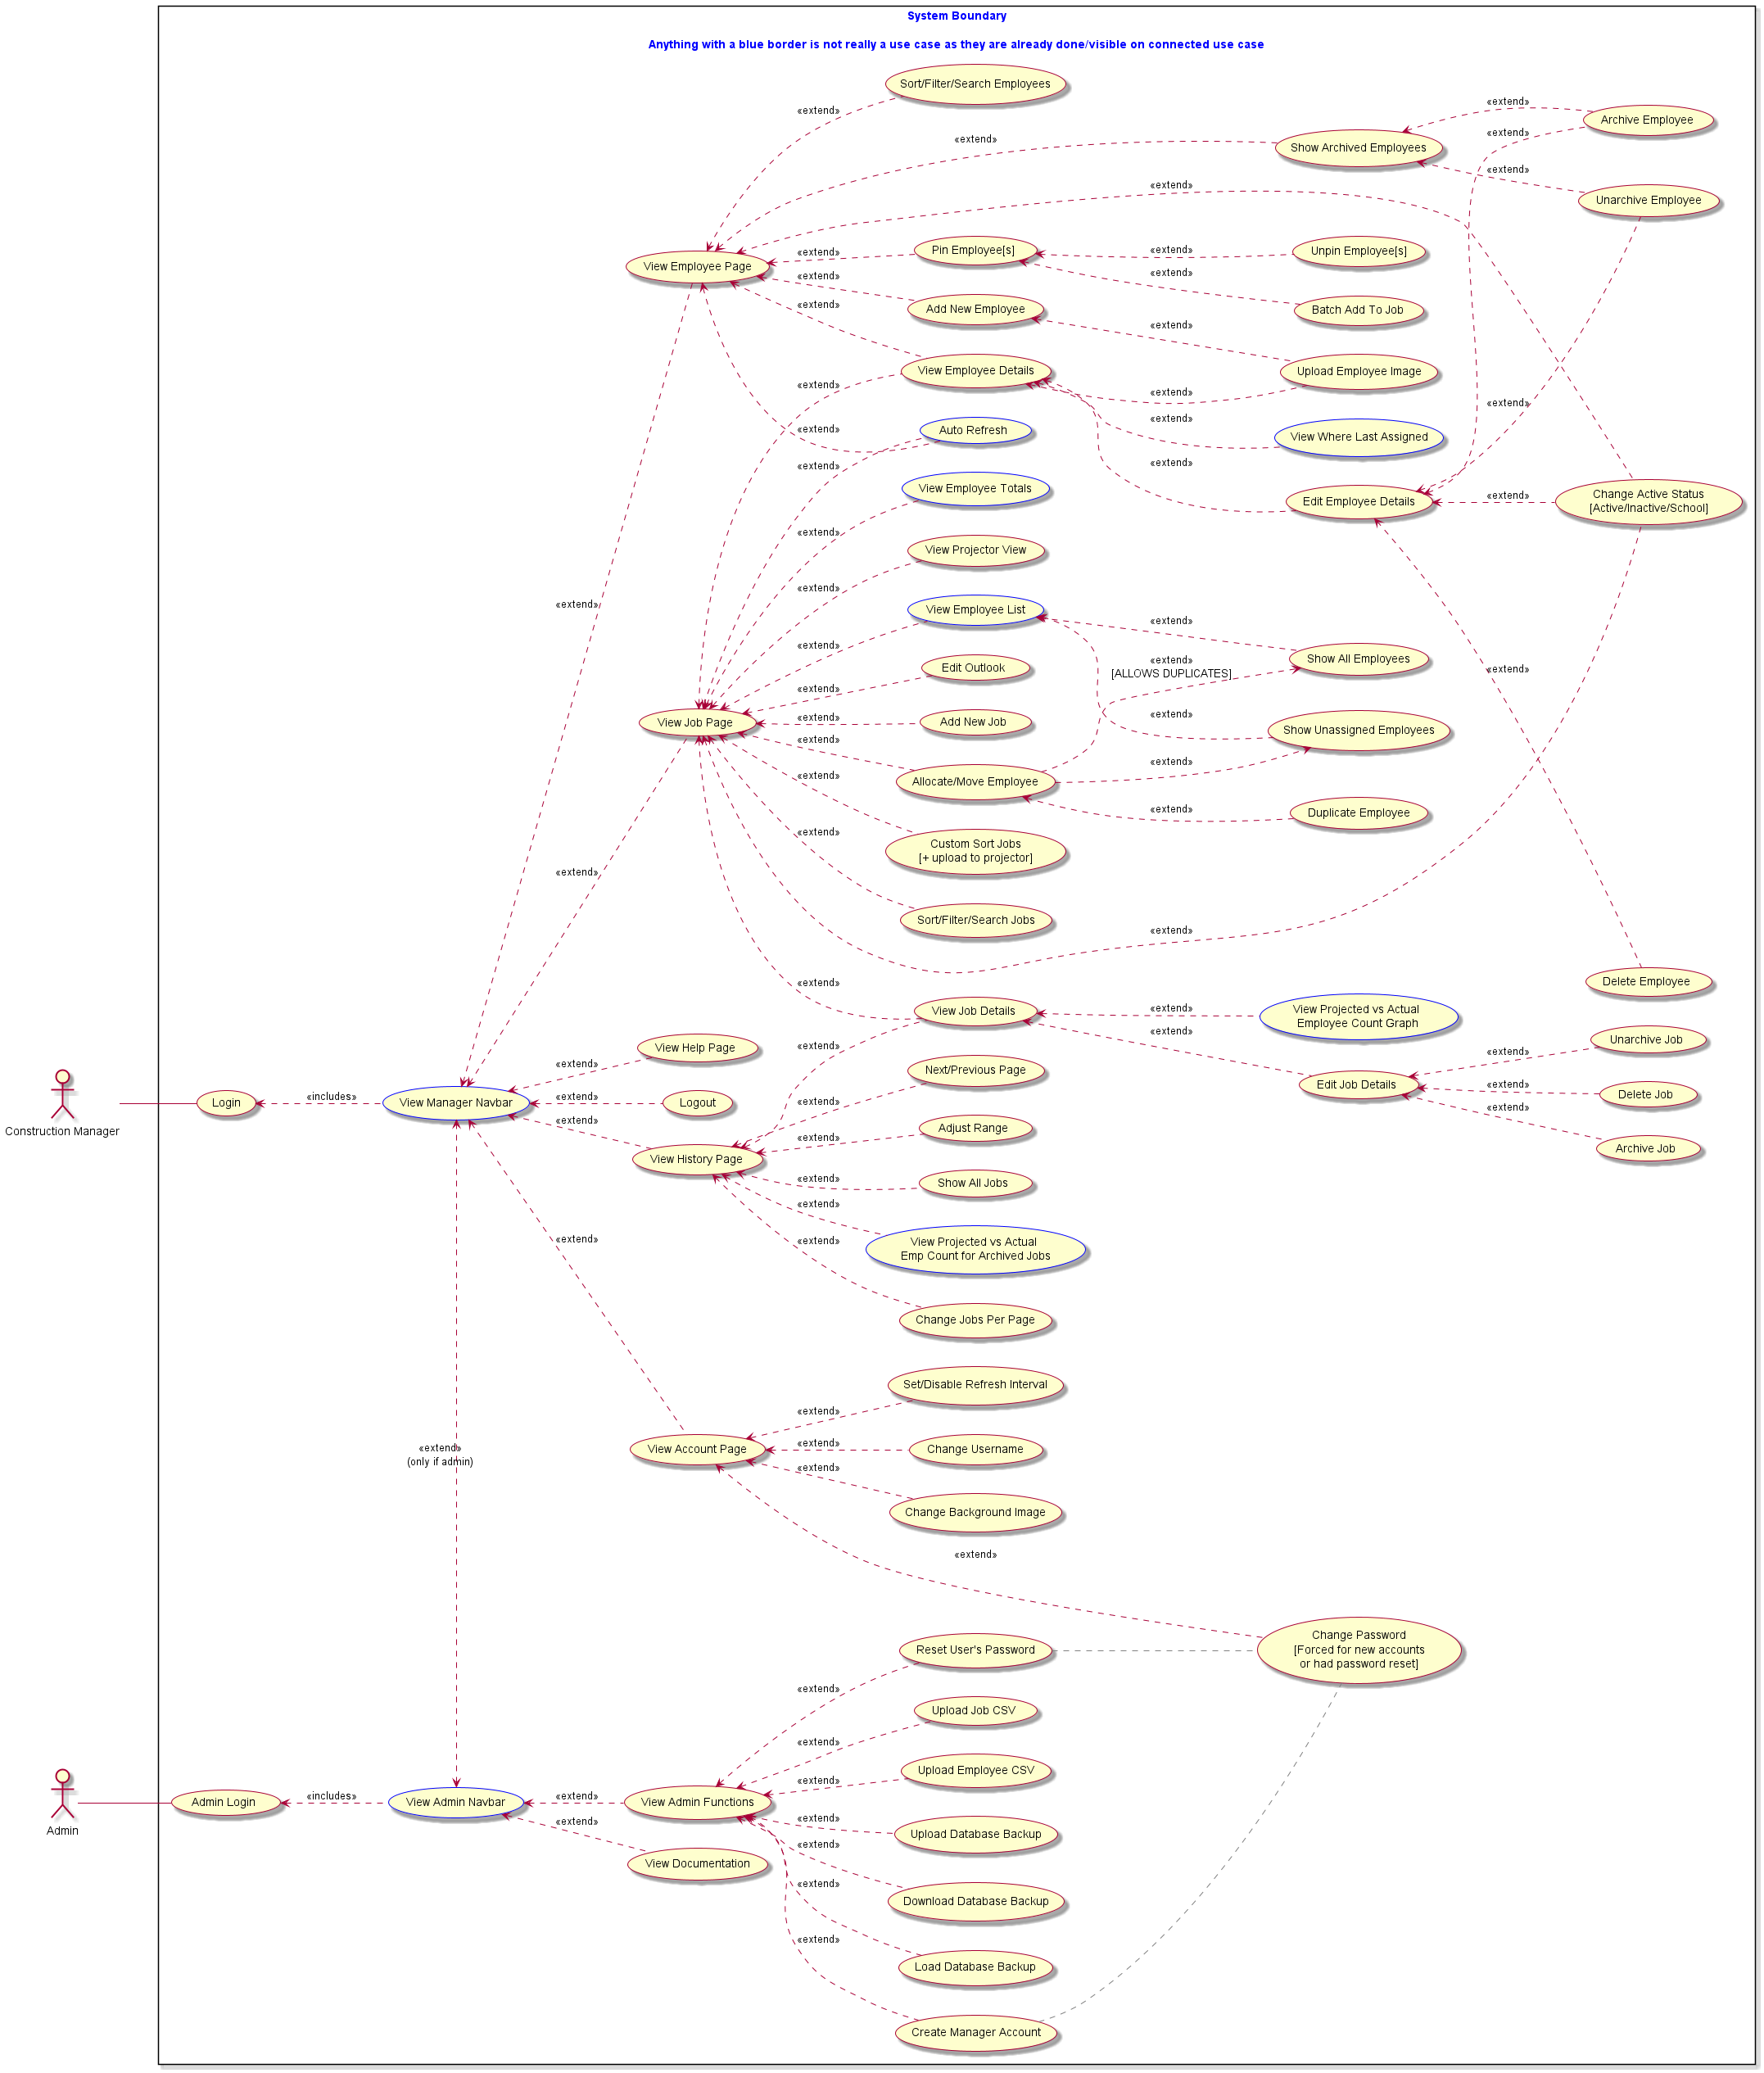 System Boundary
Anything with a blue border is not really a use case as they are already done/visible on connected use case
Sort/Filter/Search Employees
«extend»
«extend»
Archive Employee
«extend»
«extend»
Show Archived Employees
«extend»
«extend»
Unarchive Employee
View Employee Page
«extend»
Pin Employee[s]
«extend»
Unpin Employee[s]
«extend»
Add New Employee
«extend»
Batch Add To Job
«extend»
«extend»
View Employee Details
Upload Employee Image
«extend»
«extend»
«extend»
Auto Refresh
«extend»
View Where Last Assigned
«extend»
«extend»
View Employee Totals
«extend»
Edit Employee Details
«extend»
Change Active Status
[Active/Inactive/School]
View Projector View
«extend»
«extend»
View Employee List
«extend»
«extend»
Edit Outlook
«extend»
[ALLOWS DUPLICATES]
Show All Employees
«extend»
«extend»
View Job Page
«extend»
Add New Job
«extend»
Show Unassigned Employees
«extend»
Allocate/Move Employee
«extend»
«extend»
«extend»
Duplicate Employee
Custom Sort Jobs
[+ upload to projector]
«extend»
«extend»
Sort/Filter/Search Jobs
«extend»
Delete Employee
«extend»
View Job Details
«extend»
View Projected vs Actual
Employee Count Graph
«extend»
Unarchive Job
View Help Page
«extend»
«extend»
«extend»
Next/Previous Page
Edit Job Details
«extend»
Delete Job
Construction Manager
Login
«includes»
View Manager Navbar
«extend»
Logout
«extend»
«extend»
«extend»
Adjust Range
«extend»
Archive Job
View History Page
«extend»
Show All Jobs
«extend»
View Projected vs Actual
Emp Count for Archived Jobs
«extend»
«extend»
Change Jobs Per Page
Set/Disable Refresh Interval
«extend»
View Account Page
«extend»
Change Username
«extend»
(only if admin)
«extend»
Change Background Image
«extend»
Change Password
[Forced for new accounts
or had password reset]
Reset User's Password
«extend»
Upload Job CSV
«extend»
Upload Employee CSV
«extend»
Admin
Admin Login
«includes»
View Admin Navbar
«extend»
View Admin Functions
«extend»
«extend»
Upload Database Backup
«extend»
View Documentation
«extend»
Download Database Backup
«extend»
Load Database Backup
Create Manager Account